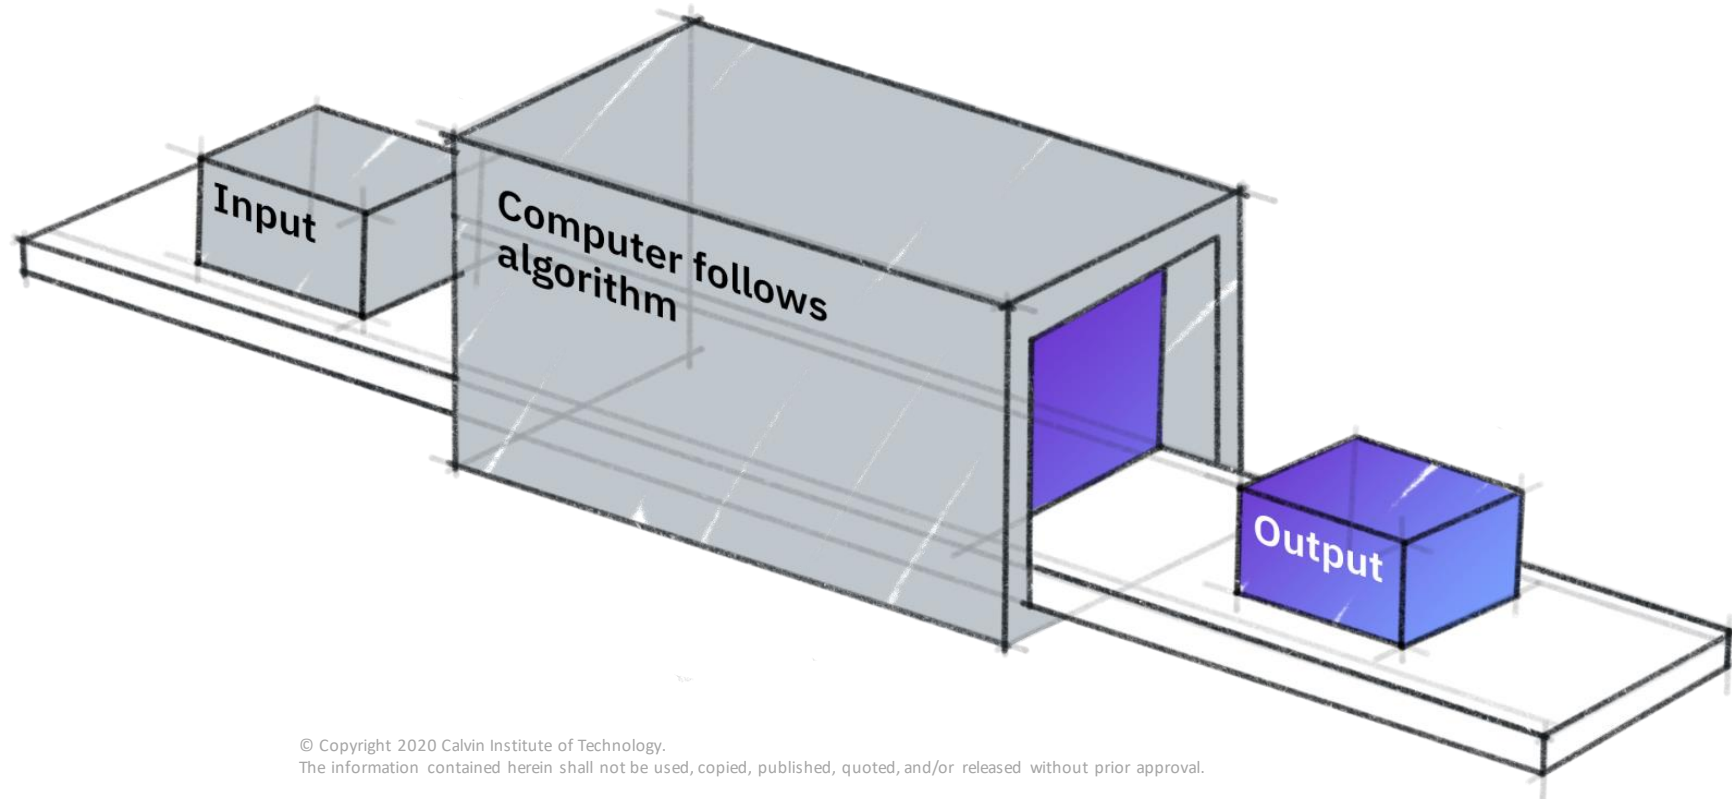 Input
Computer follows
algorithm
Output
© Copyright 2020 Calvin Institute of Technology.
The information contained herein shall not be used, copied, published, quoted, and/or released without prior approval.